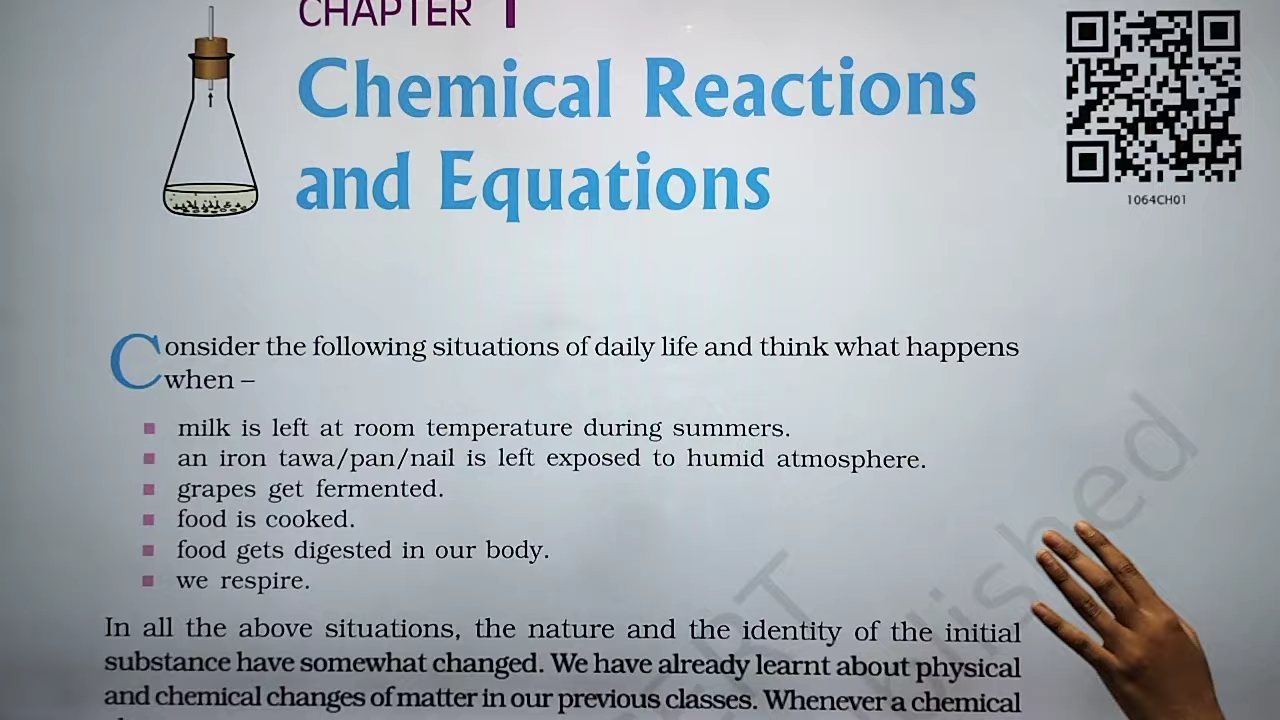 CHAPTER 1
Chemical Reactions
and Equations
1064CH01
Consider the following situations of daily life and think what happens
when –
milk is left at room temperature during summers.
an iron tawa/pan/nail is left exposed to humid atmosphere.
grapes get fermented.
food is cooked.
food gets digested in our body.
we respire.
In all the above situations, the nature and the identity of the initial
substance have somewhat changed. We have already learnt about physical
and chemical changes of matter in our previous classes. Whenever a chemical